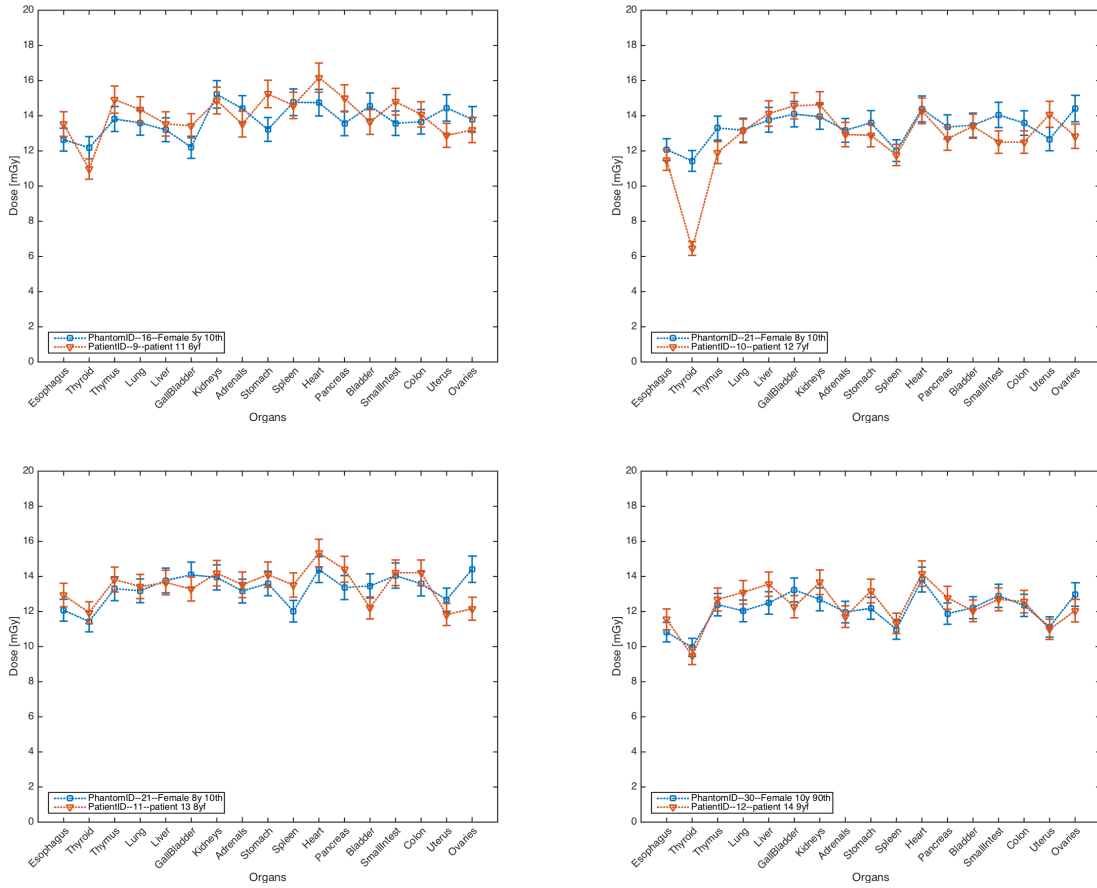 20
18
16
14
12
10
8
6
4
2
0
Dose [mGy]
PhantomID--16--Female 5y 10th
PatientID--9--patient 11 6yf
Esophagus
Thyroid
Thymus
Lung
Liver
GallBladder
Kidneys
Adrenals
Stomach
Spleen
Heart
Pancreas
Bladder
SmallIntest
Colon
Uterus
Ovaries
Organs
20
18
16
14
12
10
8
6
4
2
0
Dose [mGy]
PhantomID--21--Female 8y 10th
PatientID--10--patient 12 7yf
Esophagus
Thyroid
Thymus
Lung
Liver
GallBladder
Kidneys
Adrenals
Stomach
Spleen
Heart
Pancreas
Bladder
SmallIntest
Colon
Uterus
Ovaries
Organs
20
18
16
14
12
10
8
6
4
2
0
Dose [mGy]
PhantomID--21--Female 8y 10th
PatientID--11--patient 13 8yf
Esophagus
Thyroid
Thymus
Lung
Liver
GallBladder
Kidneys
Adrenals
Stomach
Spleen
Heart
Pancreas
Bladder
SmallIntest
Colon
Uterus
Ovaries
Organs
20
18
16
14
12
10
8
6
4
2
0
Dose [mGy]
PhantomID--30--Female 10y 90th
PatientID--12--patient 14 9yf
Esophagus
Thyroid
Thymus
Lung
Liver
GallBladder
Kidneys
Adrenals
Stomach
Spleen
Heart
Pancreas
Bladder
SmallIntest
Colon
Uterus
Ovaries
Organs